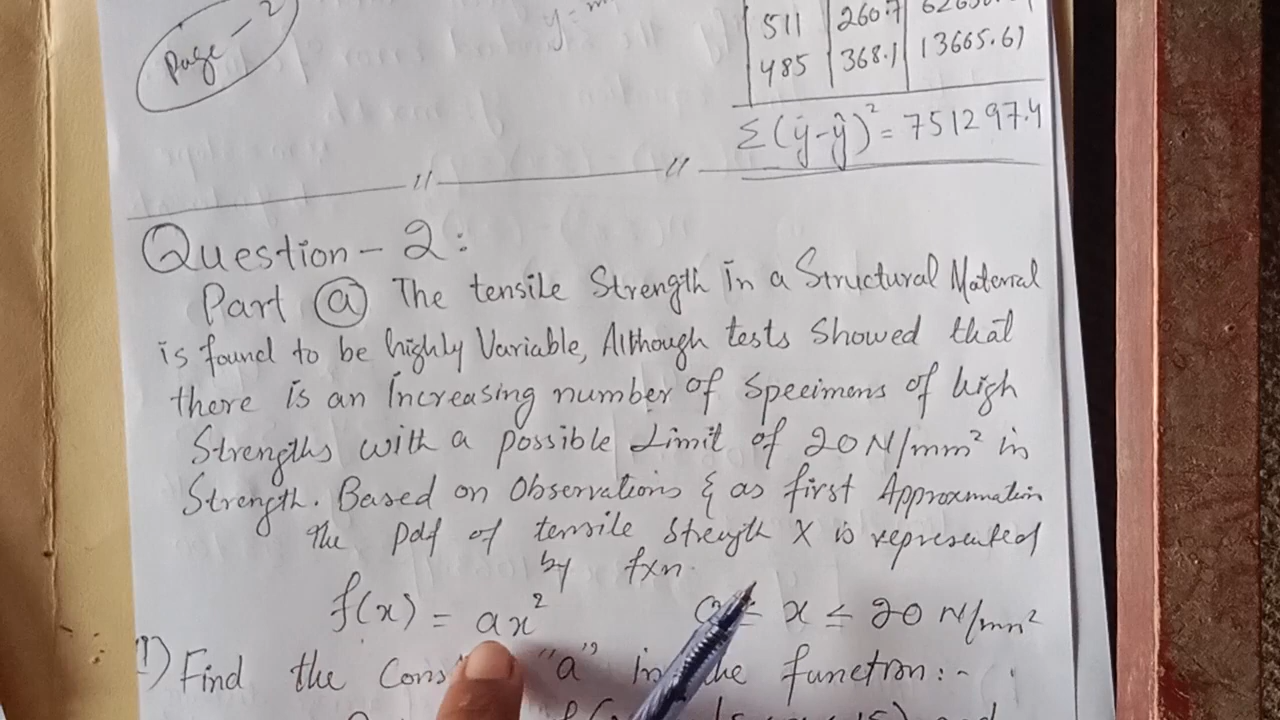 Page - 2
y = m
511 260.7
485 368.1 13665.61
Σ(y-ŷ)² = 751297.4
Question - 2:
Part (a) The tensile Strength in a Structural Material
is found to be highly Variable, Although tests Showed that
there is an Increasing number of Specimens of high
Strengths with a possible Limit of 20 N/mm² in
Strength. Based on Observations & as first Approximation
The pdf of tensile strength X is represented
by fxn.
f(x) = ax² ≤ x ≤ 20 N/mm²
Find the Cons "a" in the function:-